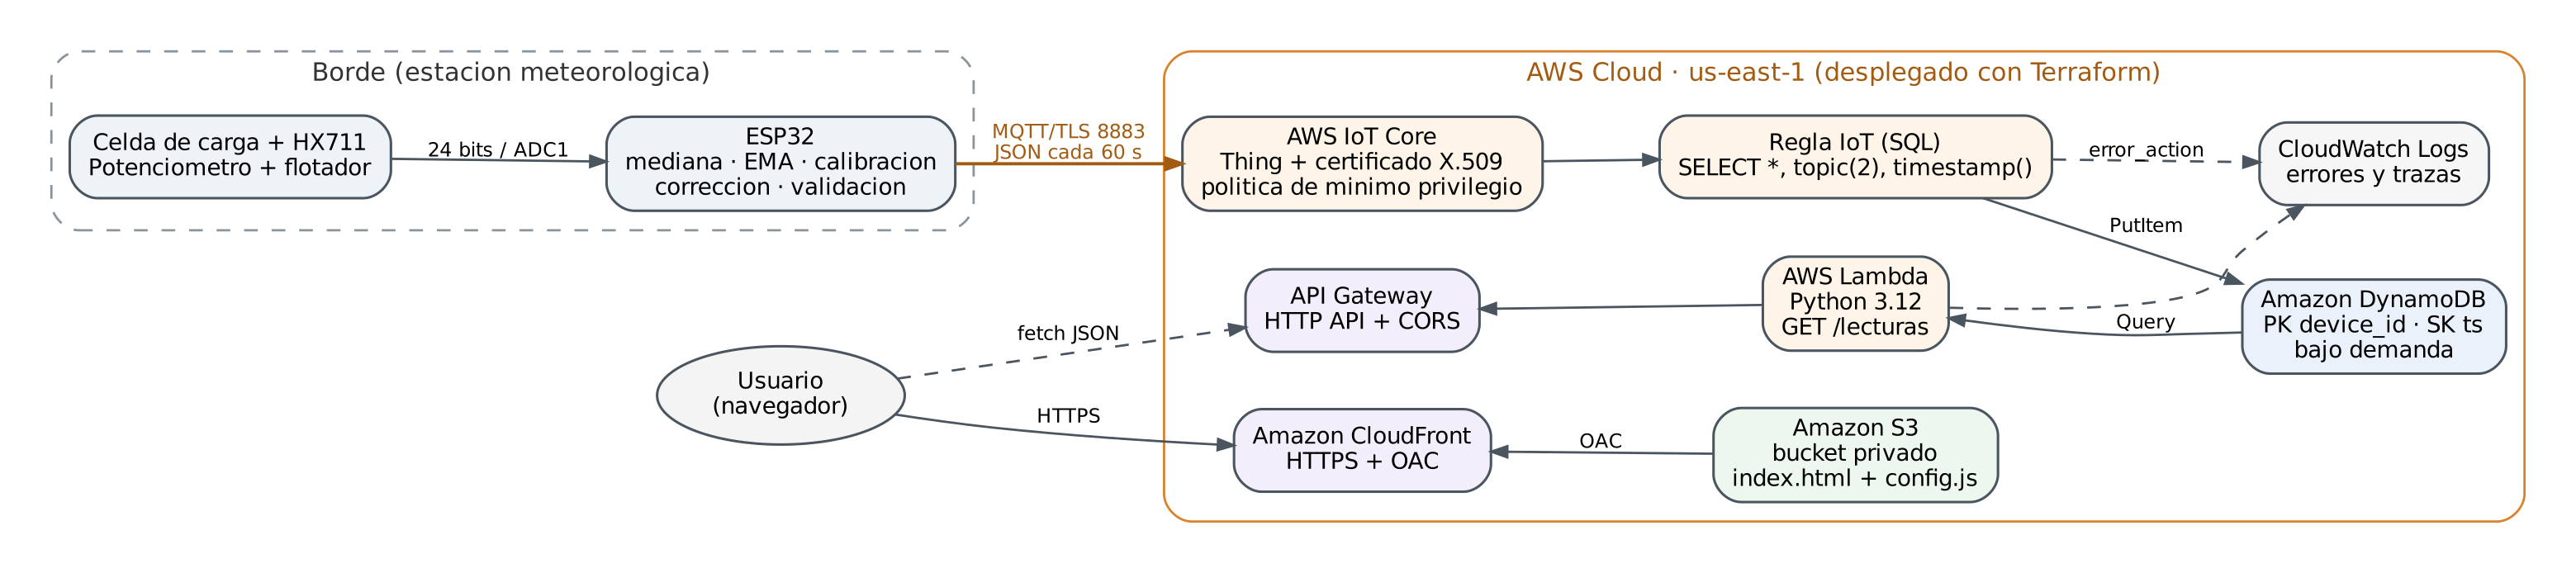 Borde (estacion meteorologica)
Celda de carga + HX711
Potenciometro + flotador
24 bits / ADC1
ESP32
mediana · EMA · calibracion
correccion · validacion
MQTT/TLS 8883
JSON cada 60 s
AWS Cloud · us-east-1 (desplegado con Terraform)
AWS IoT Core
Thing + certificado X.509
politica de minimo privilegio
Regla IoT (SQL)
SELECT *, topic(2), timestamp()
error_action
CloudWatch Logs
errores y trazas
PutItem
API Gateway
HTTP API + CORS
AWS Lambda
Python 3.12
GET /lecturas
Query
Amazon DynamoDB
PK device_id · SK ts
bajo demanda
fetch JSON
Usuario
(navegador)
HTTPS
Amazon CloudFront
HTTPS + OAC
OAC
Amazon S3
bucket privado
index.html + config.js